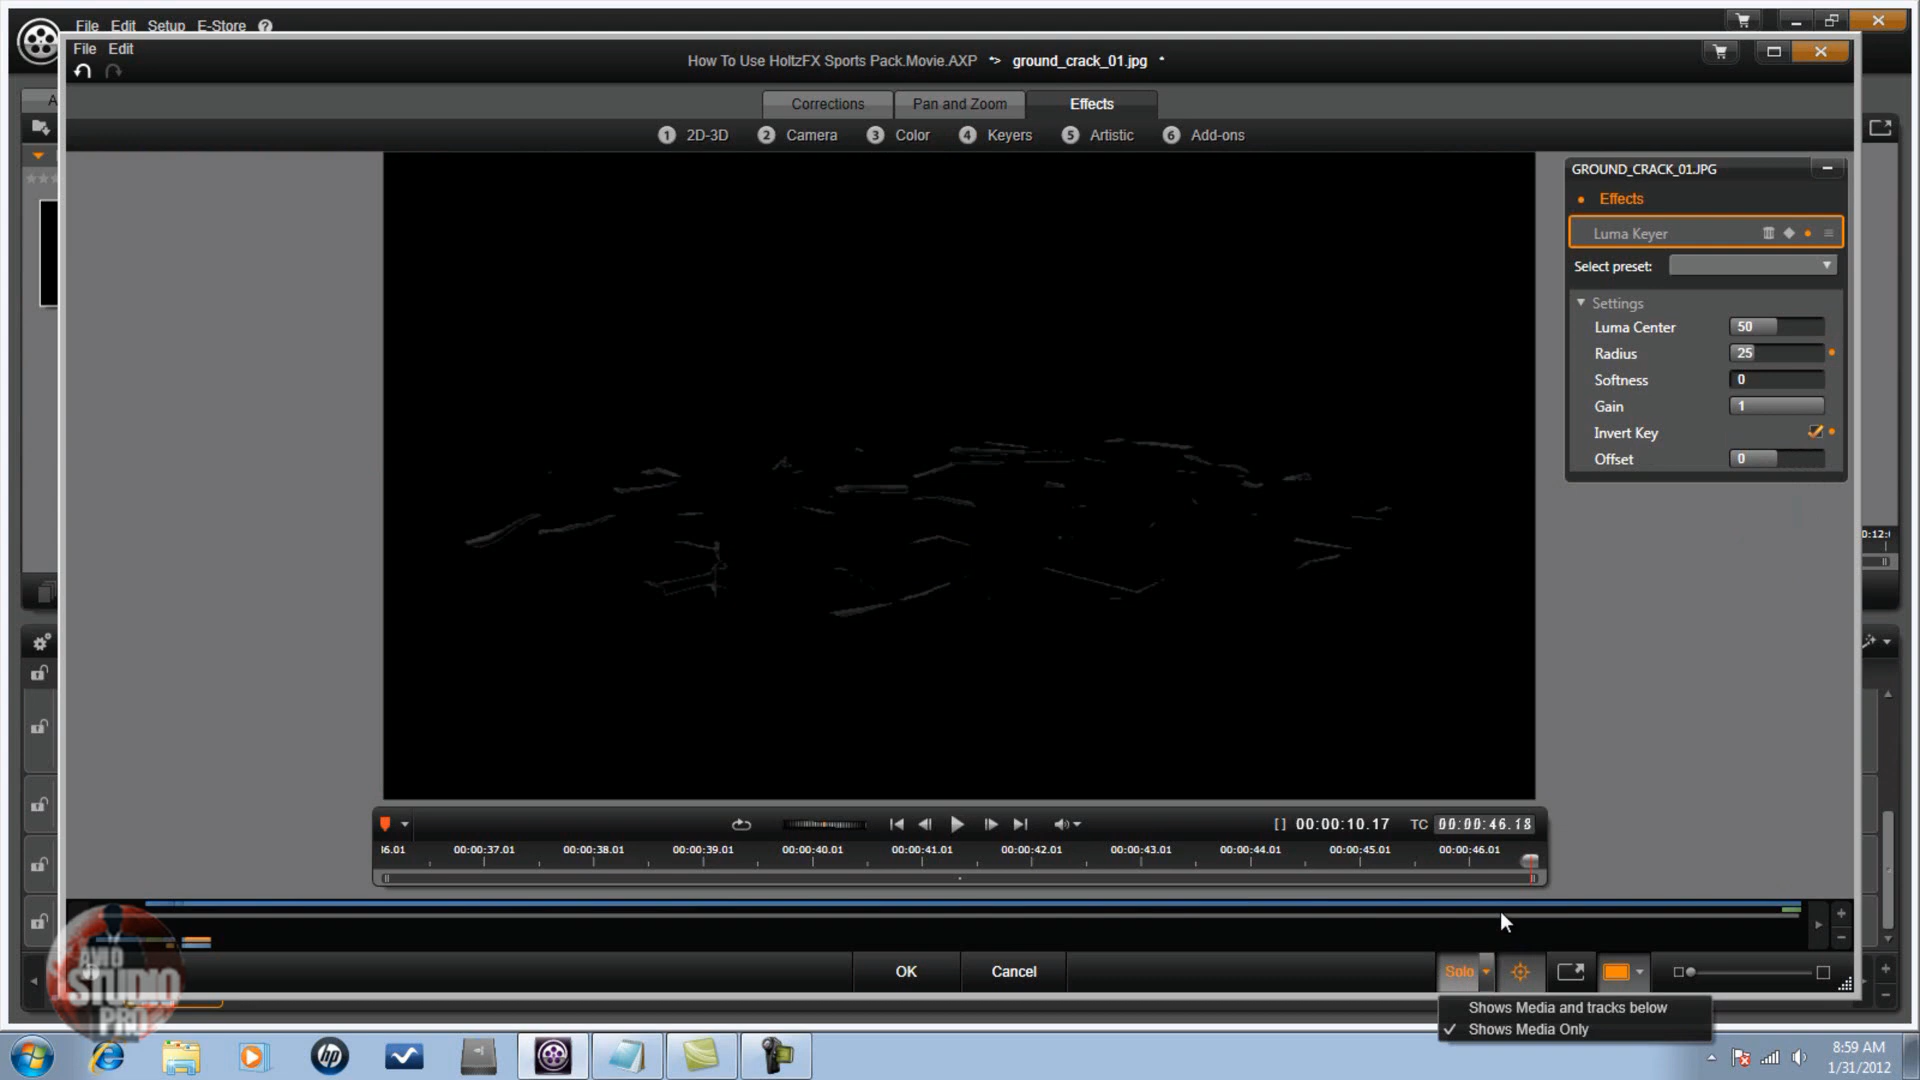 File Edit Setup E-Store ?
File Edit
How To Use HoltzFX Sports Pack.Movie.AXP *> ground_crack_01.jpg *
Corrections Pan and Zoom Effects
1 2D-3D 2 Camera 3 Color 4 Keyers 5 Artistic 6 Add-ons
GROUND_CRACK_01.JPG
Effects
Luma Keyer
Select preset:
Settings
Luma Center 50
Radius 25
Softness 0
Gain 1
Invert Key
Offset 0
[] 00:00:10.17 TC 00:00:46.18
00:00:37.01 00:00:38.01 00:00:39.01 00:00:40.01 00:00:41.01 00:00:42.01 00:00:43.01 00:00:44.01 00:00:45.01 00:00:46.01
OK Cancel Solo
Shows Media and tracks below
Shows Media Only
AVID
STUDIO
PRO
hp
8:59 AM
1/31/2012